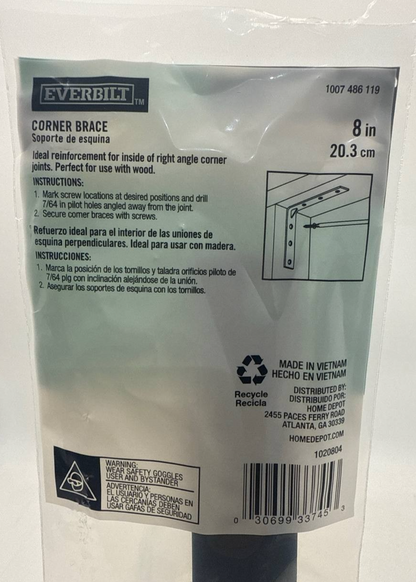 EVERBILT TM
1007 486 119
CORNER BRACE
Soporte de esquina
8 in
20.3 cm
Ideal reinforcement for inside of right angle corner
joints. Perfect for use with wood.
INSTRUCTIONS:
1. Mark screw locations at desired positions and drill
7/64 in pilot holes angled away from the joint.
2. Secure corner braces with screws.
Refuerzo ideal para el interior de las uniones de
esquina perpendiculares. Ideal para usar con madera.
INSTRUCCIONES:
1. Marca la posición de los tornillos y taladra orificios piloto de
7/64 plg con inclinación alejándose de la unión.
2. Asegurar los soportes de esquina con los tornillos.
Recycle
Recicla
MADE IN VIETNAM
HECHO EN VIETNAM
DISTRIBUTED BY:
DISTRIBUIDO POR:
HOME DEPOT
2455 PACES FERRY ROAD
ATLANTA, GA 30339
HOMEDEPOT.COM
1020804
WARNING:
WEAR SAFETY GOGGLES
USER AND BYSTANDER
ADVERTENCIA:
EL USUARIO Y PERSONAS EN
LAS CERCANÍAS DEBEN
USAR GAFAS DE SEGURIDAD
0 30699 33745 3